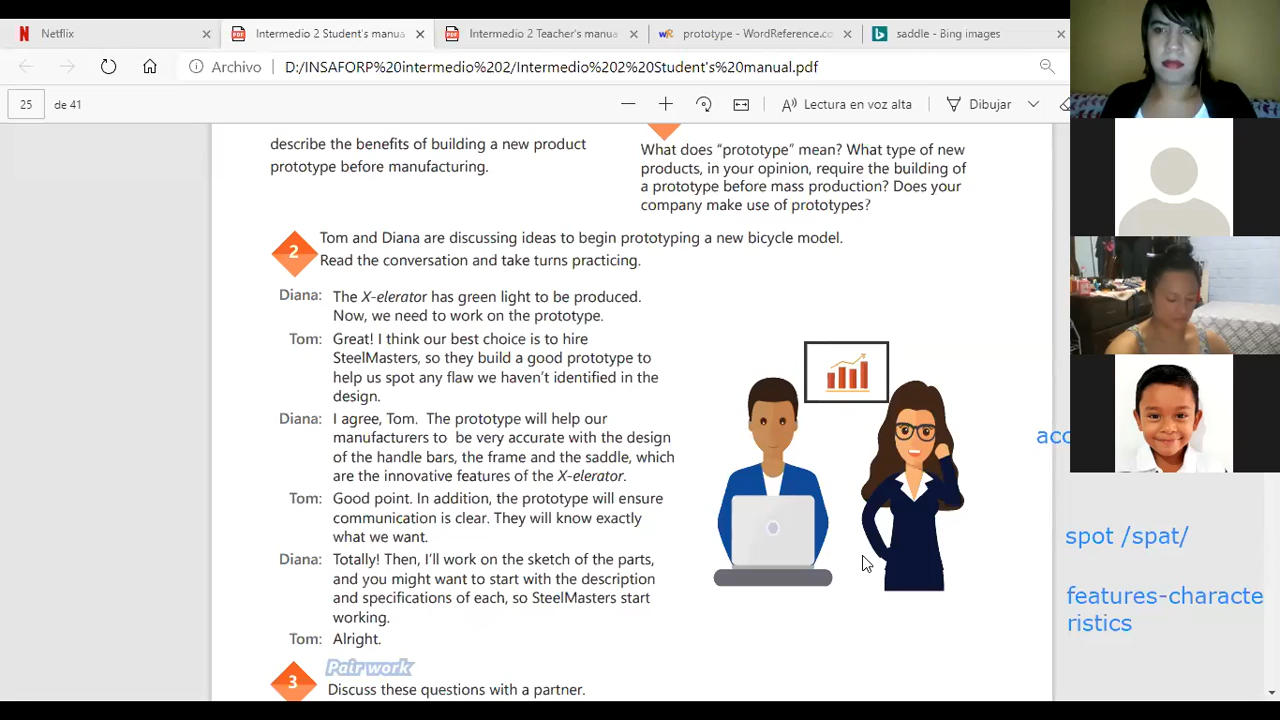 Netflix
Intermedio 2 Student's manua
Intermedio 2 Teacher's manua
wR
prototype - WordReference.co
saddle - Bing images
Archivo
D:/INSAFORP%20intermedio%202/Intermedio%202%20Student's%20manual.pdf
25
de 41
Lectura en voz alta
Dibujar
describe the benefits of building a new product
prototype before manufacturing.
What does “prototype” mean? What type of new
products, in your opinion, require the building of
a prototype before mass production? Does your
company make use of prototypes?
2
Tom and Diana are discussing ideas to begin prototyping a new bicycle model.
Read the conversation and take turns practicing.
Diana: The X-elerator has green light to be produced.
Now, we need to work on the prototype.
Tom: Great! I think our best choice is to hire
SteelMasters, so they build a good prototype to
help us spot any flaw we haven’t identified in the
design.
Diana: I agree, Tom. The prototype will help our
manufacturers to be very accurate with the design
of the handle bars, the frame and the saddle, which
are the innovative features of the X-elerator.
Tom: Good point. In addition, the prototype will ensure
communication is clear. They will know exactly
what we want.
Diana: Totally! Then, I’ll work on the sketch of the parts,
and you might want to start with the description
and specifications of each, so SteelMasters start
working.
Tom: Alright.
acc
spot /spat/
features-characte
ristics
Pair work
3
Discuss these questions with a partner.